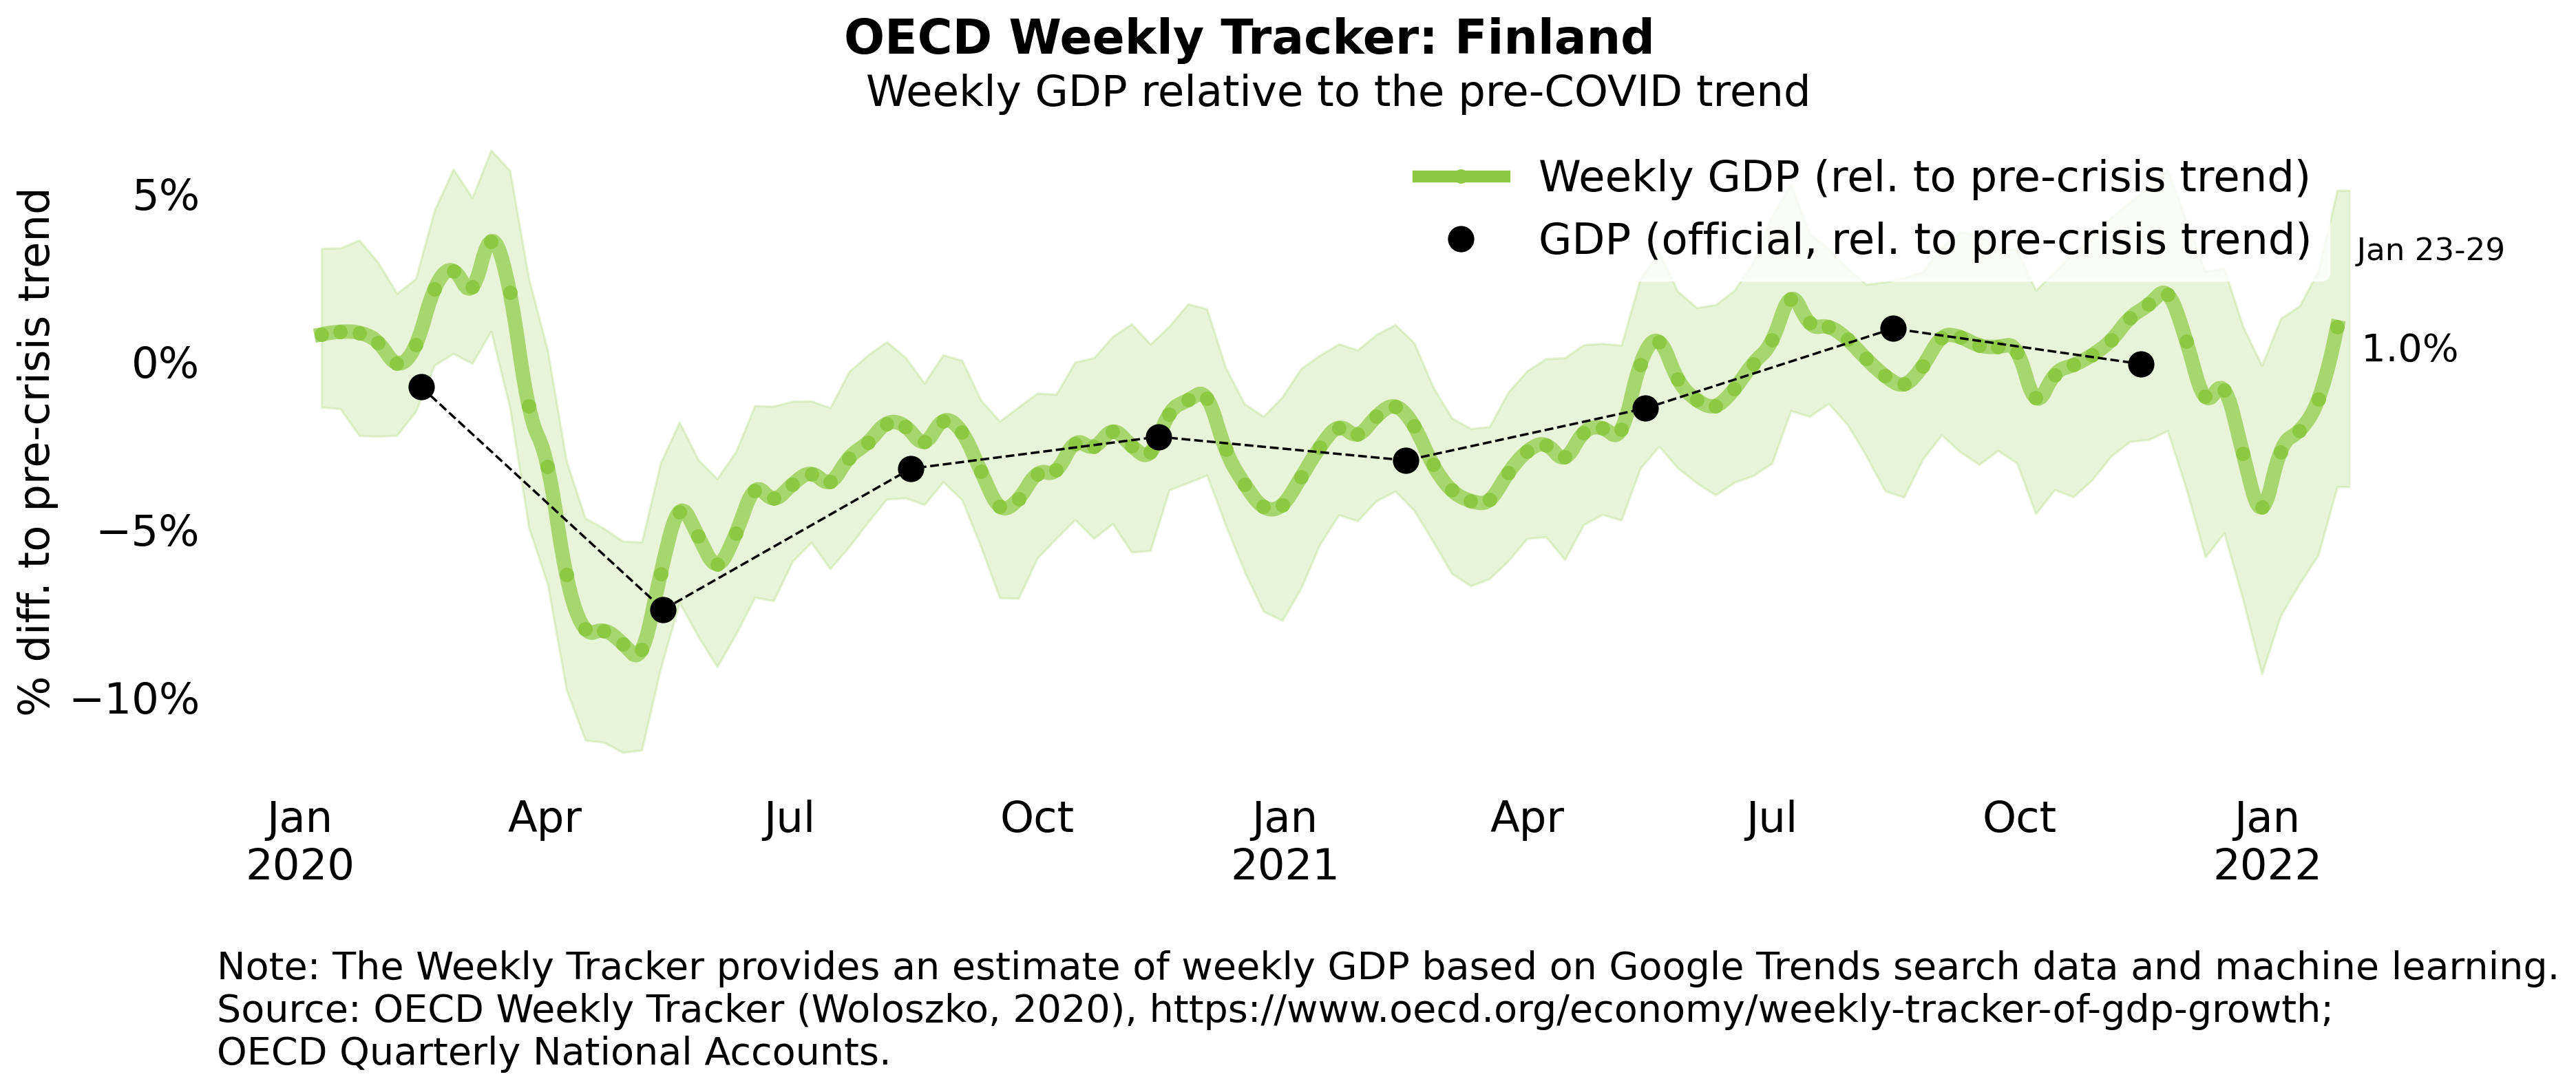 OECD Weekly Tracker: Finland
Weekly GDP relative to the pre-COVID trend
% diff. to pre-crisis trend
5%
0%
−5%
−10%
Weekly GDP (rel. to pre-crisis trend)
GDP (official, rel. to pre-crisis trend)
Jan 23-29
1.0%
Jan Apr Jul Oct Jan Apr Jul Oct Jan
2020 2021 2022
Note: The Weekly Tracker provides an estimate of weekly GDP based on Google Trends search data and machine learning.
Source: OECD Weekly Tracker (Woloszko, 2020), https://www.oecd.org/economy/weekly-tracker-of-gdp-growth;
OECD Quarterly National Accounts.